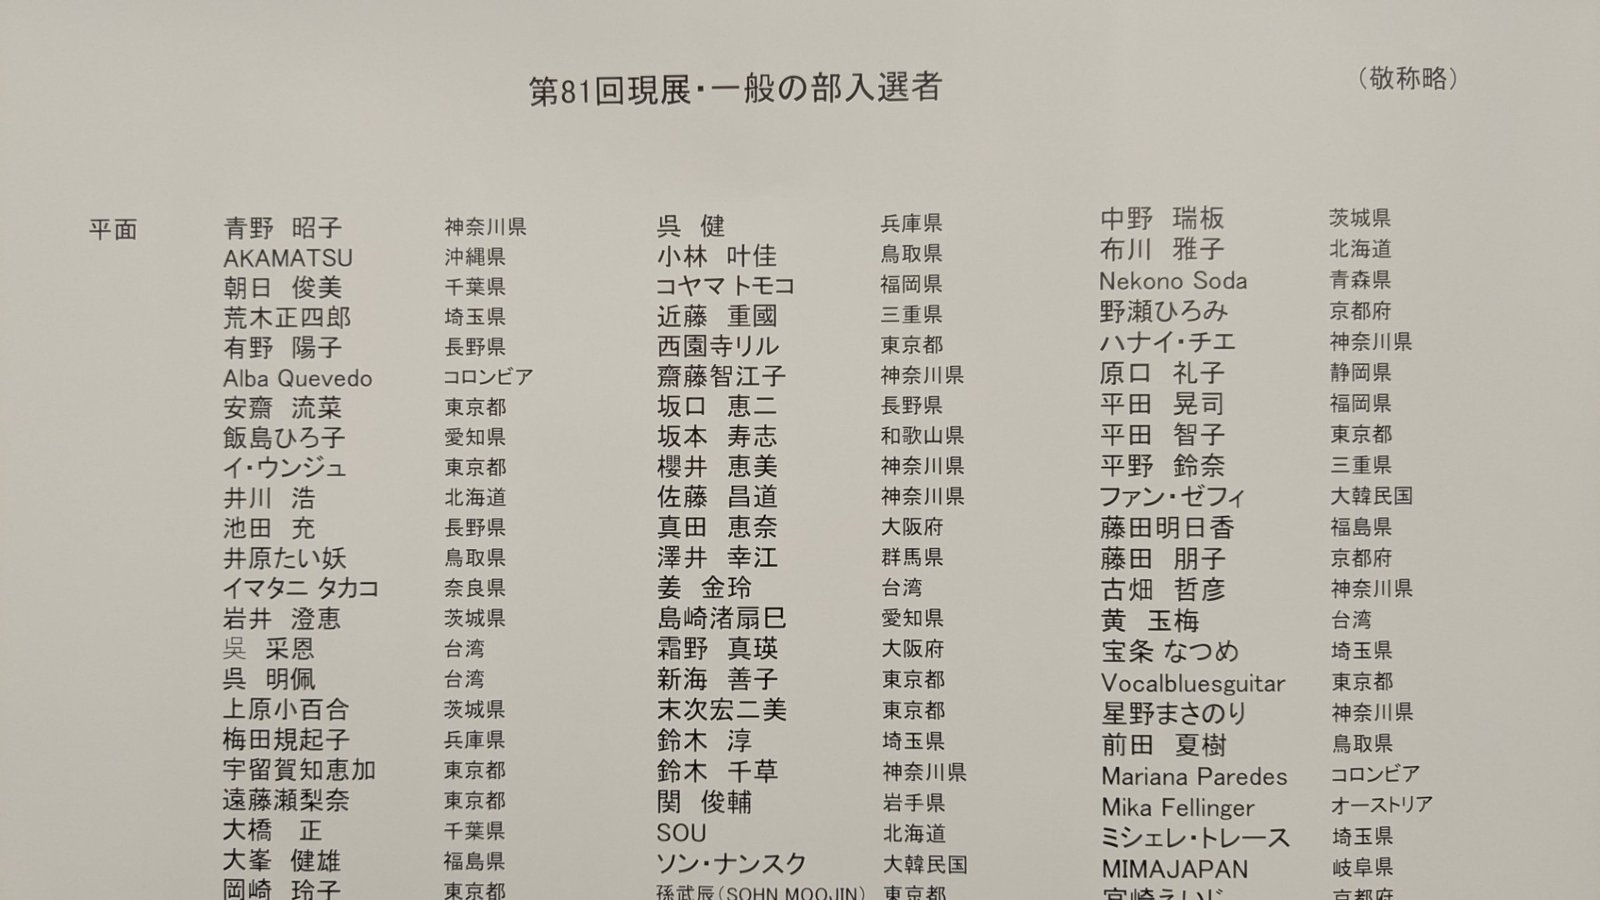 第81回現展・一般の部入選者
(敬称略)
平面
青野 昭子 神奈川県
AKAMATSU 沖縄県
朝日 俊美 千葉県
荒木正四郎 埼玉県
有野 陽子 長野県
Alba Quevedo コロンビア
安齋 流菜 東京都
飯島ひろ子 愛知県
イ・ウンジュ 東京都
井川 浩 北海道
池田 充 長野県
井原たい妖 鳥取県
イマタニ タカコ 奈良県
岩井 澄恵 茨城県
吳 采恩 台湾
呉 明佩 台湾
上原小百合 茨城県
梅田規起子 兵庫県
宇留賀知恵加 東京都
遠藤瀬梨奈 東京都
大橋 正 千葉県
大峯 健雄 福島県
岡崎 玲子 東京都
呉 健 兵庫県
小林 叶佳 鳥取県
コヤマ トモコ 福岡県
近藤 重國 三重県
西園寺リル 東京都
齋藤智江子 神奈川県
坂口 恵二 長野県
坂本 寿志 和歌山県
櫻井 恵美 神奈川県
佐藤 昌道 神奈川県
真田 恵奈 大阪府
澤井 幸江 群馬県
姜 金玲 台湾
島崎渚扇巳 愛知県
霜野 真瑛 大阪府
新海 善子 東京都
末次宏二美 東京都
鈴木 淳 埼玉県
鈴木 千草 神奈川県
関 俊輔 岩手県
SOU 北海道
ソン・ナンスク 大韓民国
孫武辰(SOHN MOOJIN) 東京都
中野 瑞板 茨城県
布川 雅子 北海道
Nekono Soda 青森県
野瀬ひろみ 京都府
ハナイ・チエ 神奈川県
原口 礼子 静岡県
平田 晃司 福岡県
平田 智子 東京都
平野 鈴奈 三重県
ファン・ゼフィ 大韓民国
藤田明日香 福島県
藤田 朋子 京都府
古畑 哲彦 神奈川県
黄 玉梅 台湾
宝条 なつめ 埼玉県
Vocalbluesguitar 東京都
星野まさのり 神奈川県
前田 夏樹 鳥取県
Mariana Paredes コロンビア
Mika Fellinger オーストリア
ミシェレ・トレース 埼玉県
MIMAJAPAN 岐阜県
宮崎えいじ 京都府